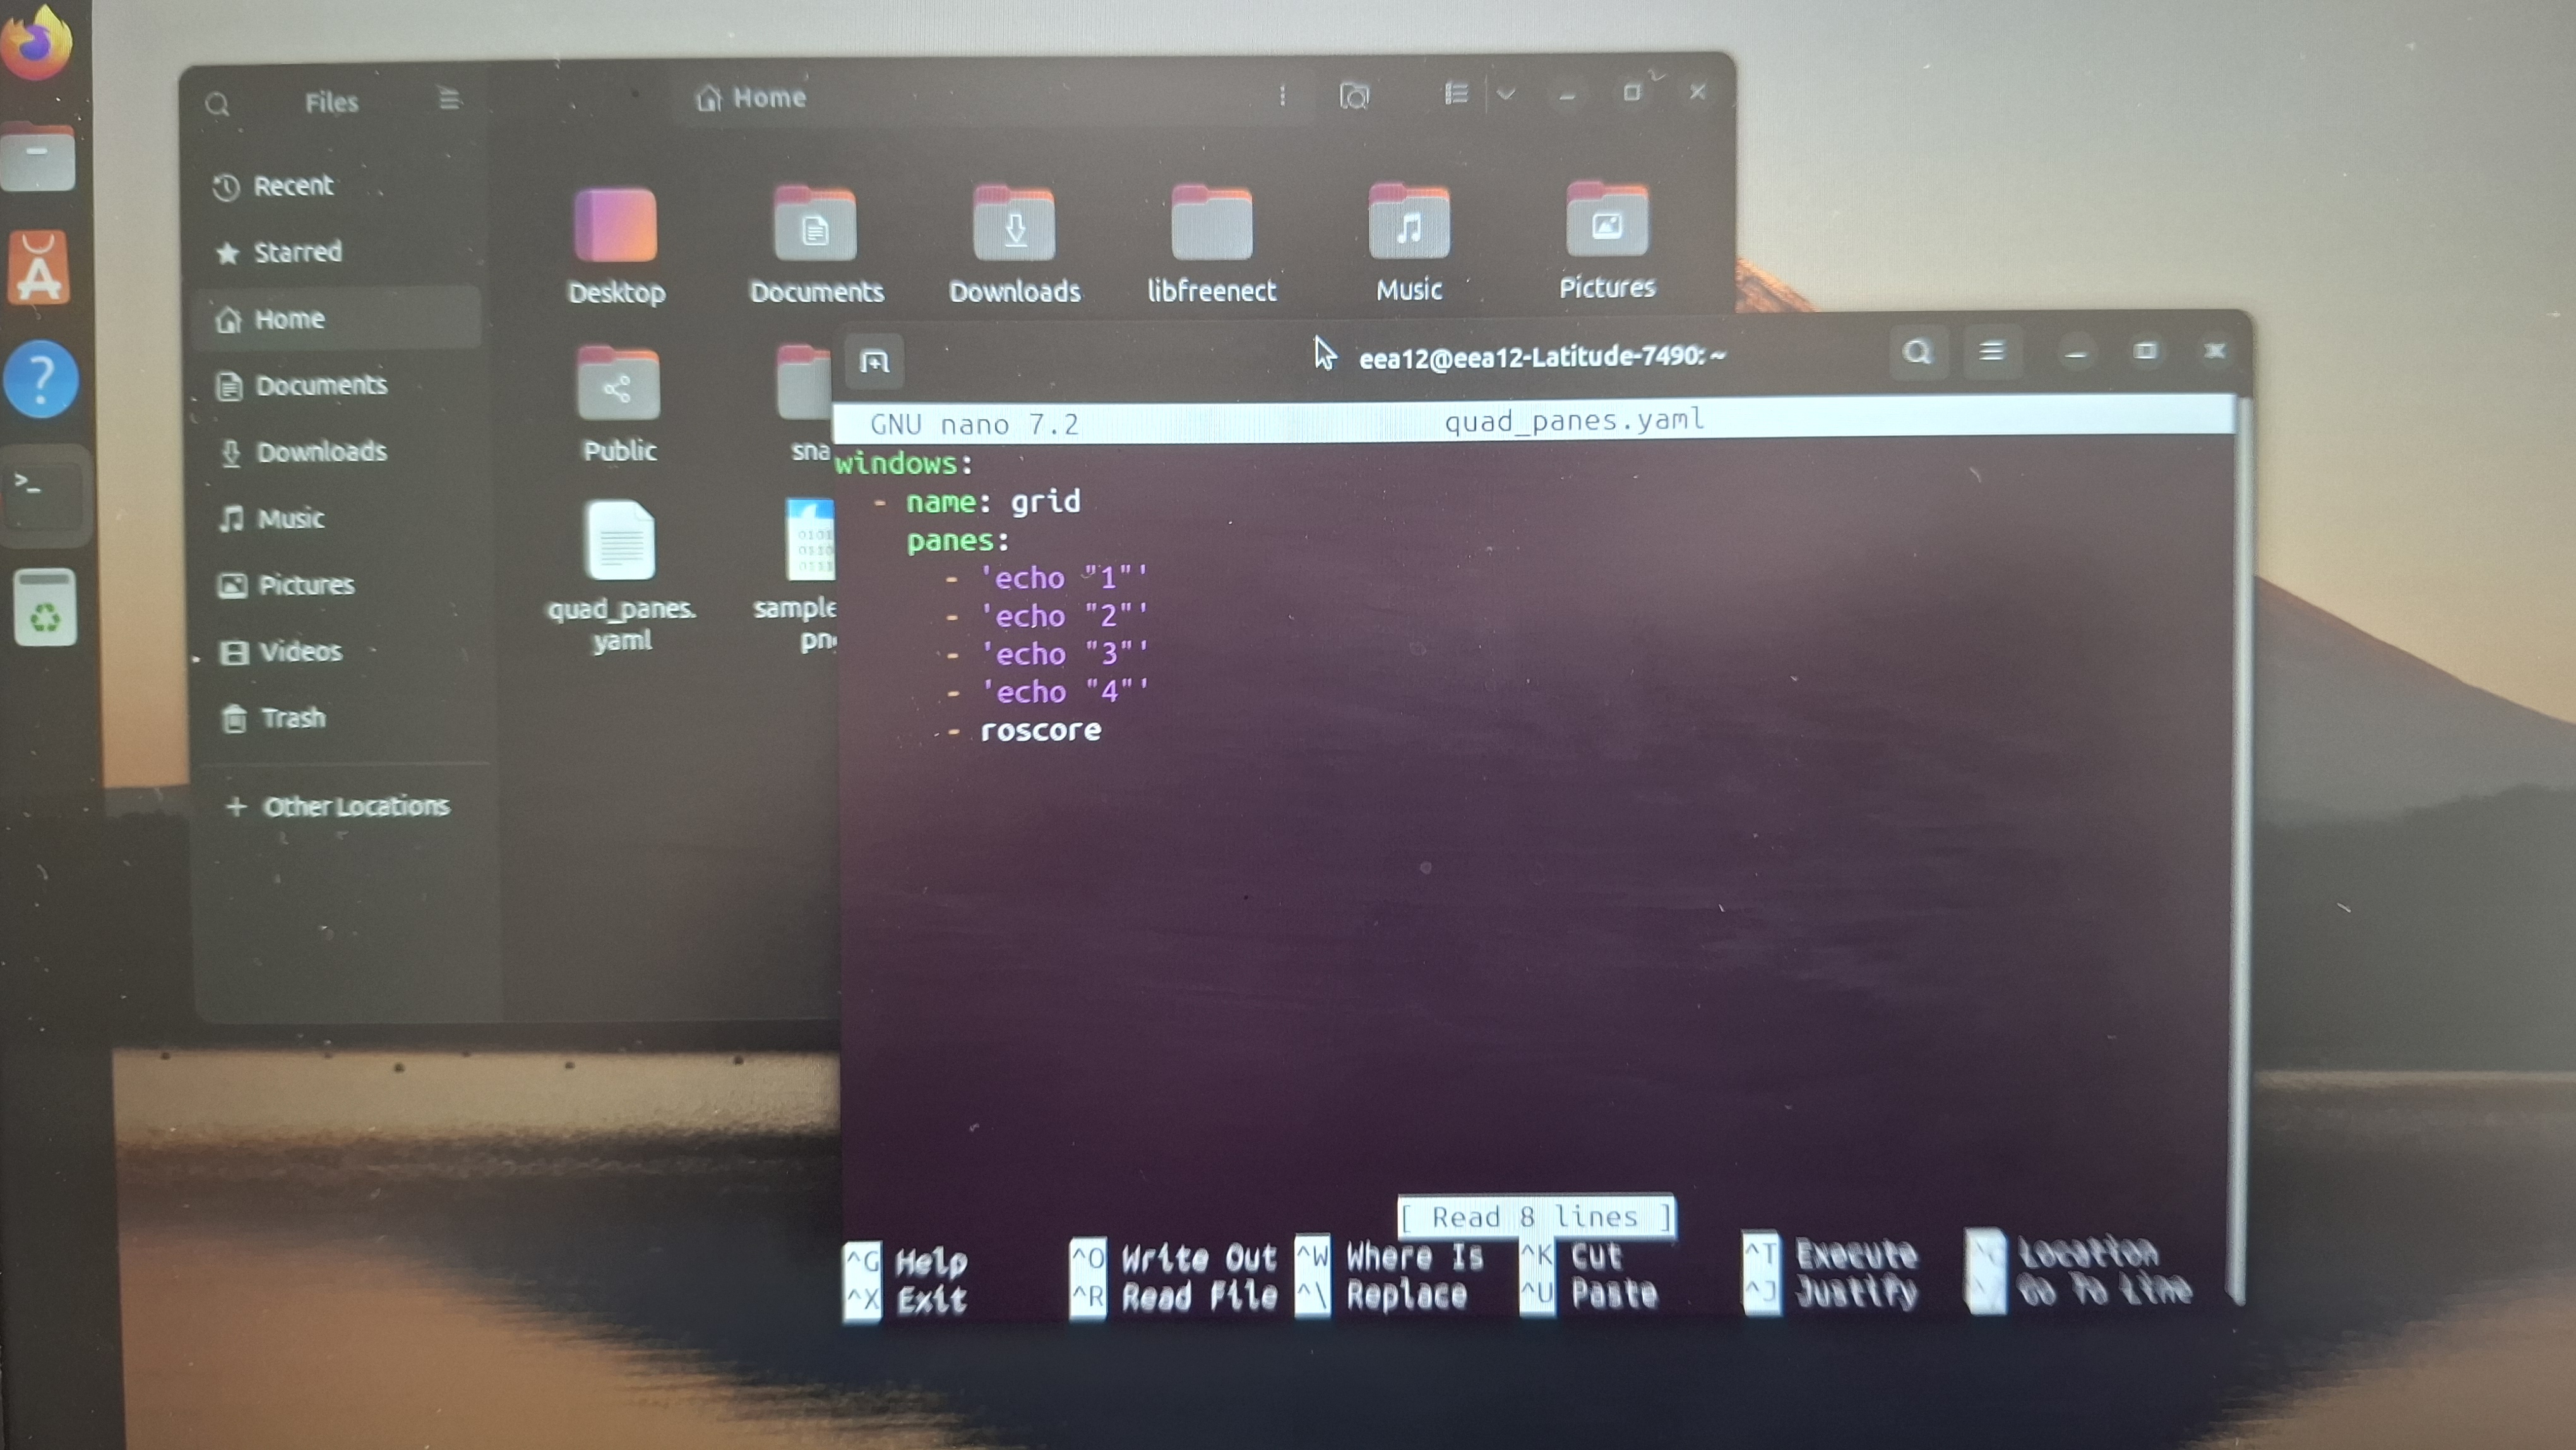 Files
Home
Recent
Starred
Home
Documents
Downloads
Music
Pictures
Videos
Trash
+ Other Locations
Desktop
Documents
Downloads
libfreenect
Music
Pictures
Public
sna
quad_panes.
yaml
sample
pn
eea12@eea12-Latitude-7490: ~
GNU nano 7.2 quad_panes.yaml
windows:
- name: grid
panes:
- 'echo "1"'
- 'echo "2"'
- 'echo "3"'
- 'echo "4"'
- roscore
[ Read 8 lines ]
^G Help ^O Write Out ^W Where Is ^K Cut ^T Execute Location
^X Exit ^R Read File ^\ Replace ^U Paste ^J Justify Go To Line